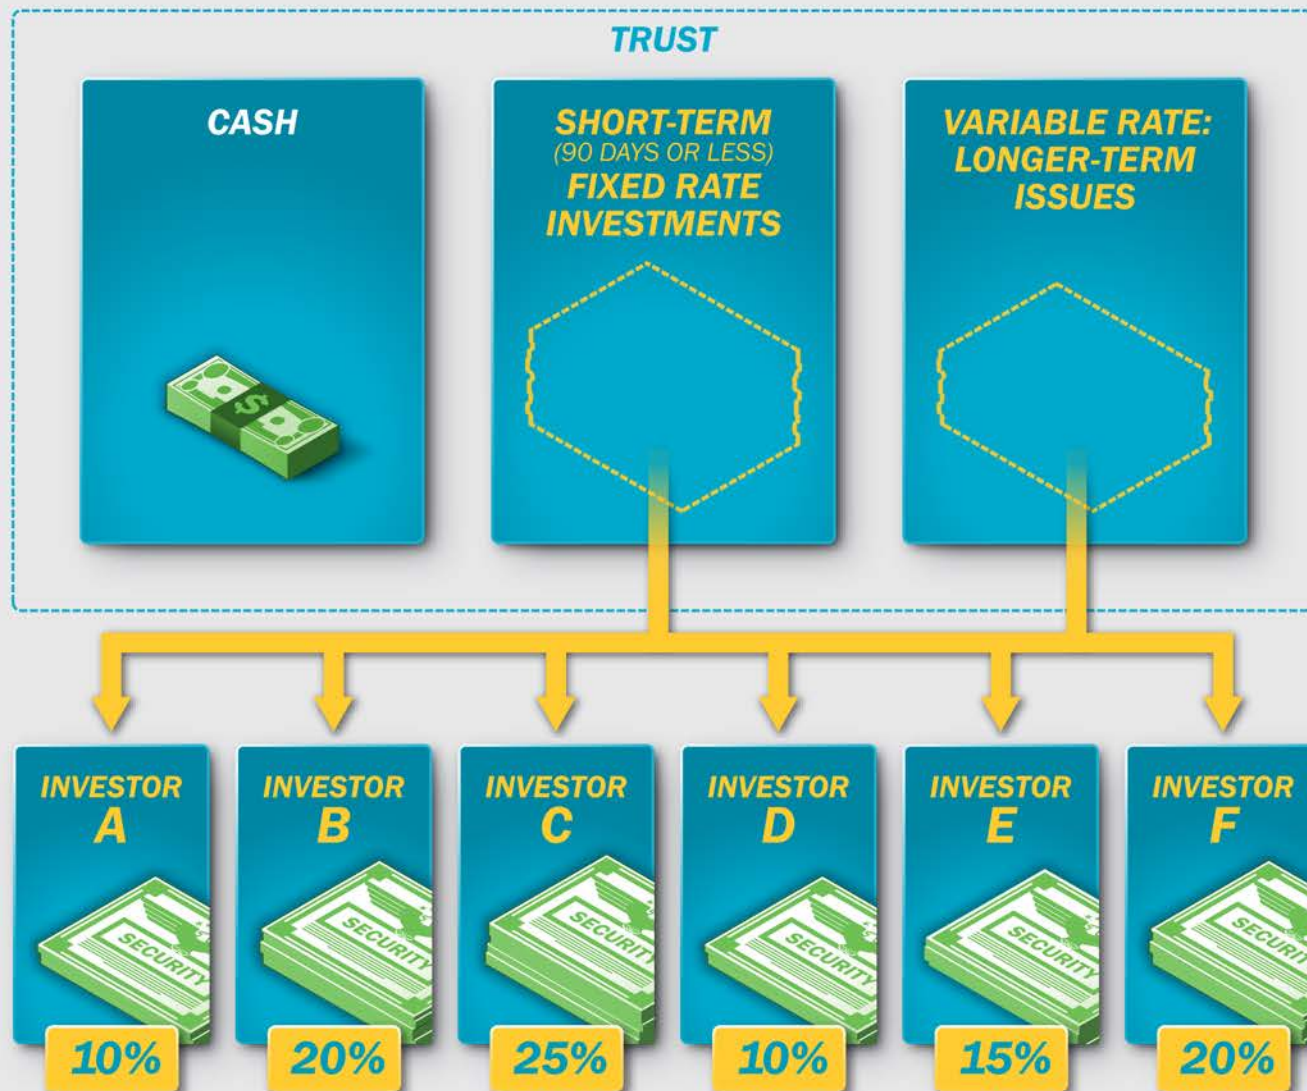 TRUST
CASH
SHORT-TERM
(90 DAYS OR LESS)
FIXED RATE
INVESTMENTS
VARIABLE RATE:
LONGER-TERM
ISSUES
$
INVESTOR
A
INVESTOR
B
INVESTOR
C
INVESTOR
D
INVESTOR
E
INVESTOR
F
SECURITY
SECURITY
SECURITY
SECURITY
SECURITY
SECURIT
10%
20%
25%
10%
15%
20%